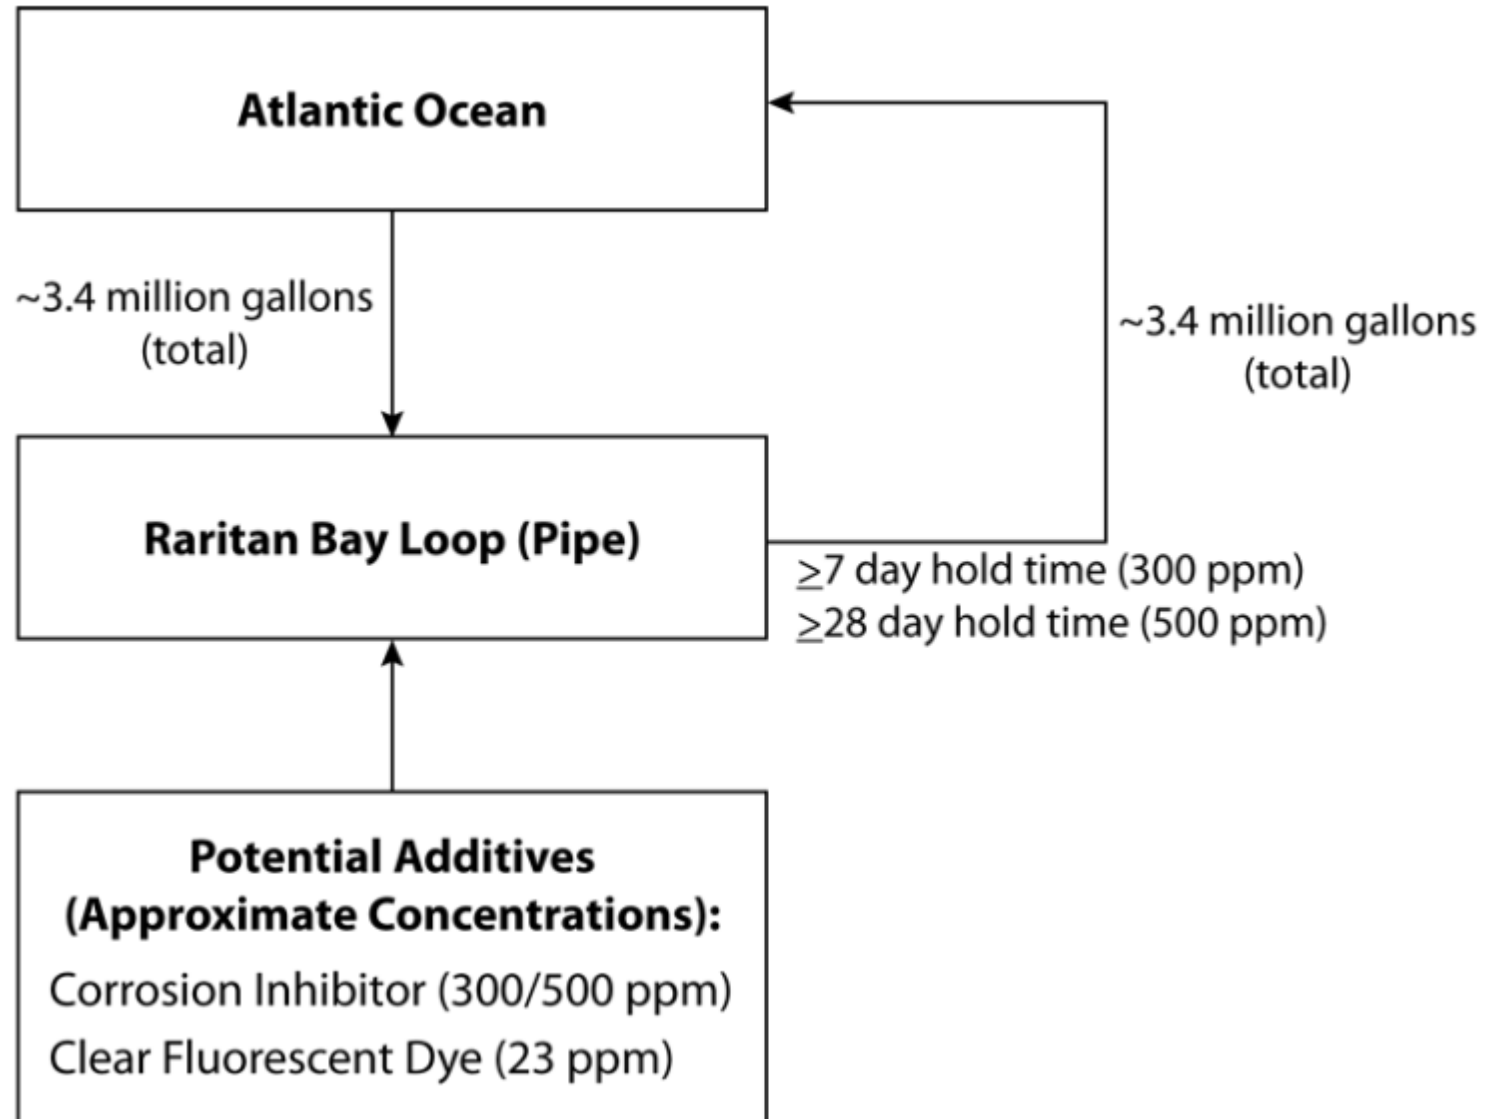 Atlantic Ocean
~3.4 million gallons
(total)
~3.4 million gallons
(total)
Raritan Bay Loop (Pipe)
≥7 day hold time (300 ppm)
≥28 day hold time (500 ppm)
Potential Additives
(Approximate Concentrations):
Corrosion Inhibitor (300/500 ppm)
Clear Fluorescent Dye (23 ppm)